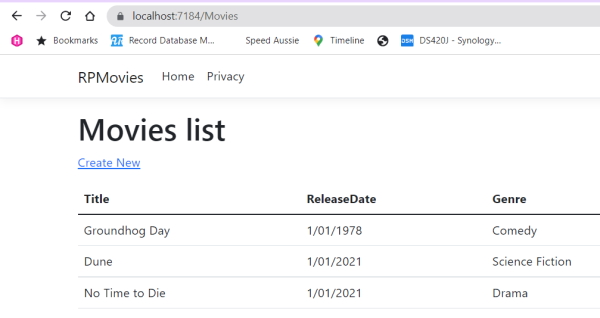 localhost:7184/Movies
Bookmarks Record Database M... Speed Aussie Timeline DSM DS420J - Synology...
RPMovies Home Privacy
Movies list
Create New
Title ReleaseDate Genre
Groundhog Day 1/01/1978 Comedy
Dune 1/01/2021 Science Fiction
No Time to Die 1/01/2021 Drama